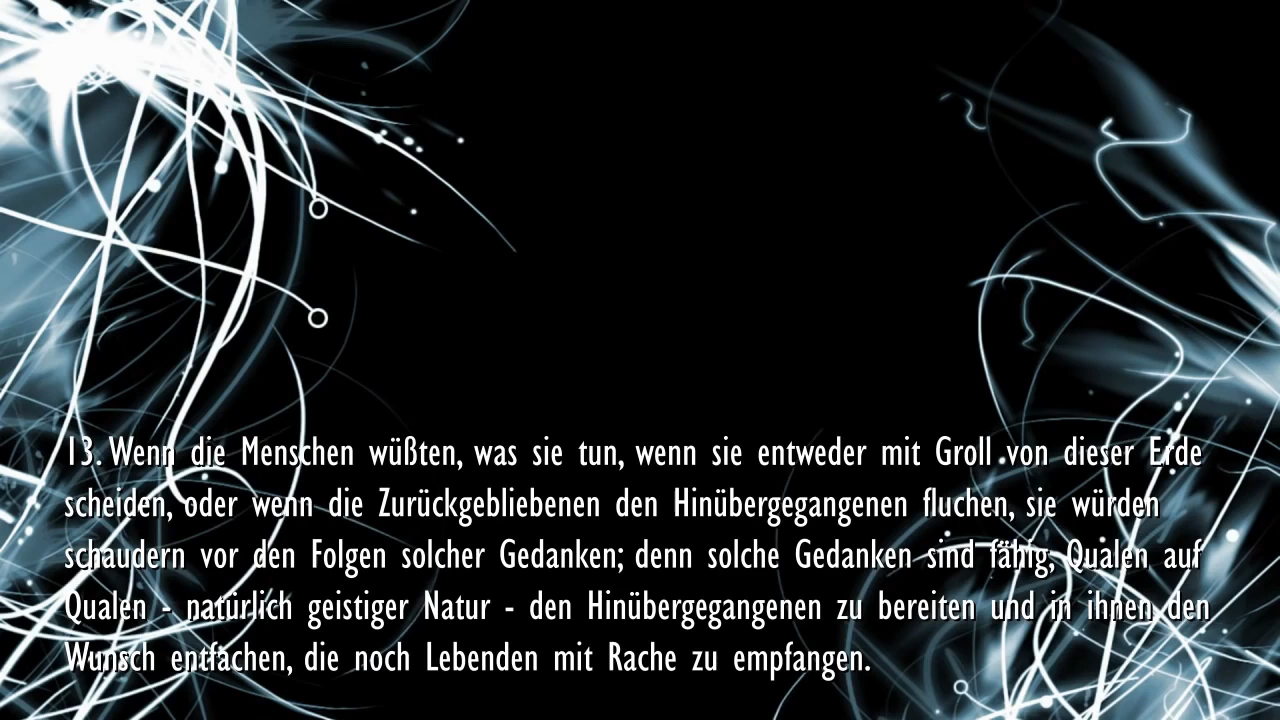 13. Wenn die Menschen wüßten, was sie tun, wenn sie entweder mit Groll von dieser Erde
scheiden, oder wenn die Zurückgebliebenen den Hinübergegangenen fluchen, sie würden
schaudern vor den Folgen solcher Gedanken; denn solche Gedanken sind fähig, Qualen auf
Qualen - natürlich geistiger Natur - den Hinübergegangenen zu bereiten und in ihnen den
Wunsch entfachen, die noch Lebenden mit Rache zu empfangen.